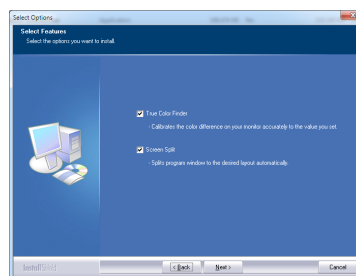 Select Options
Select Features
Select the options you want to install.
True Color Finder
- Calibrates the color difference on your monitor accurately to the value you set.
Screen Split
- Splits program window to the desired layout automatically.
InstallShield
< Back
Next >
Cancel